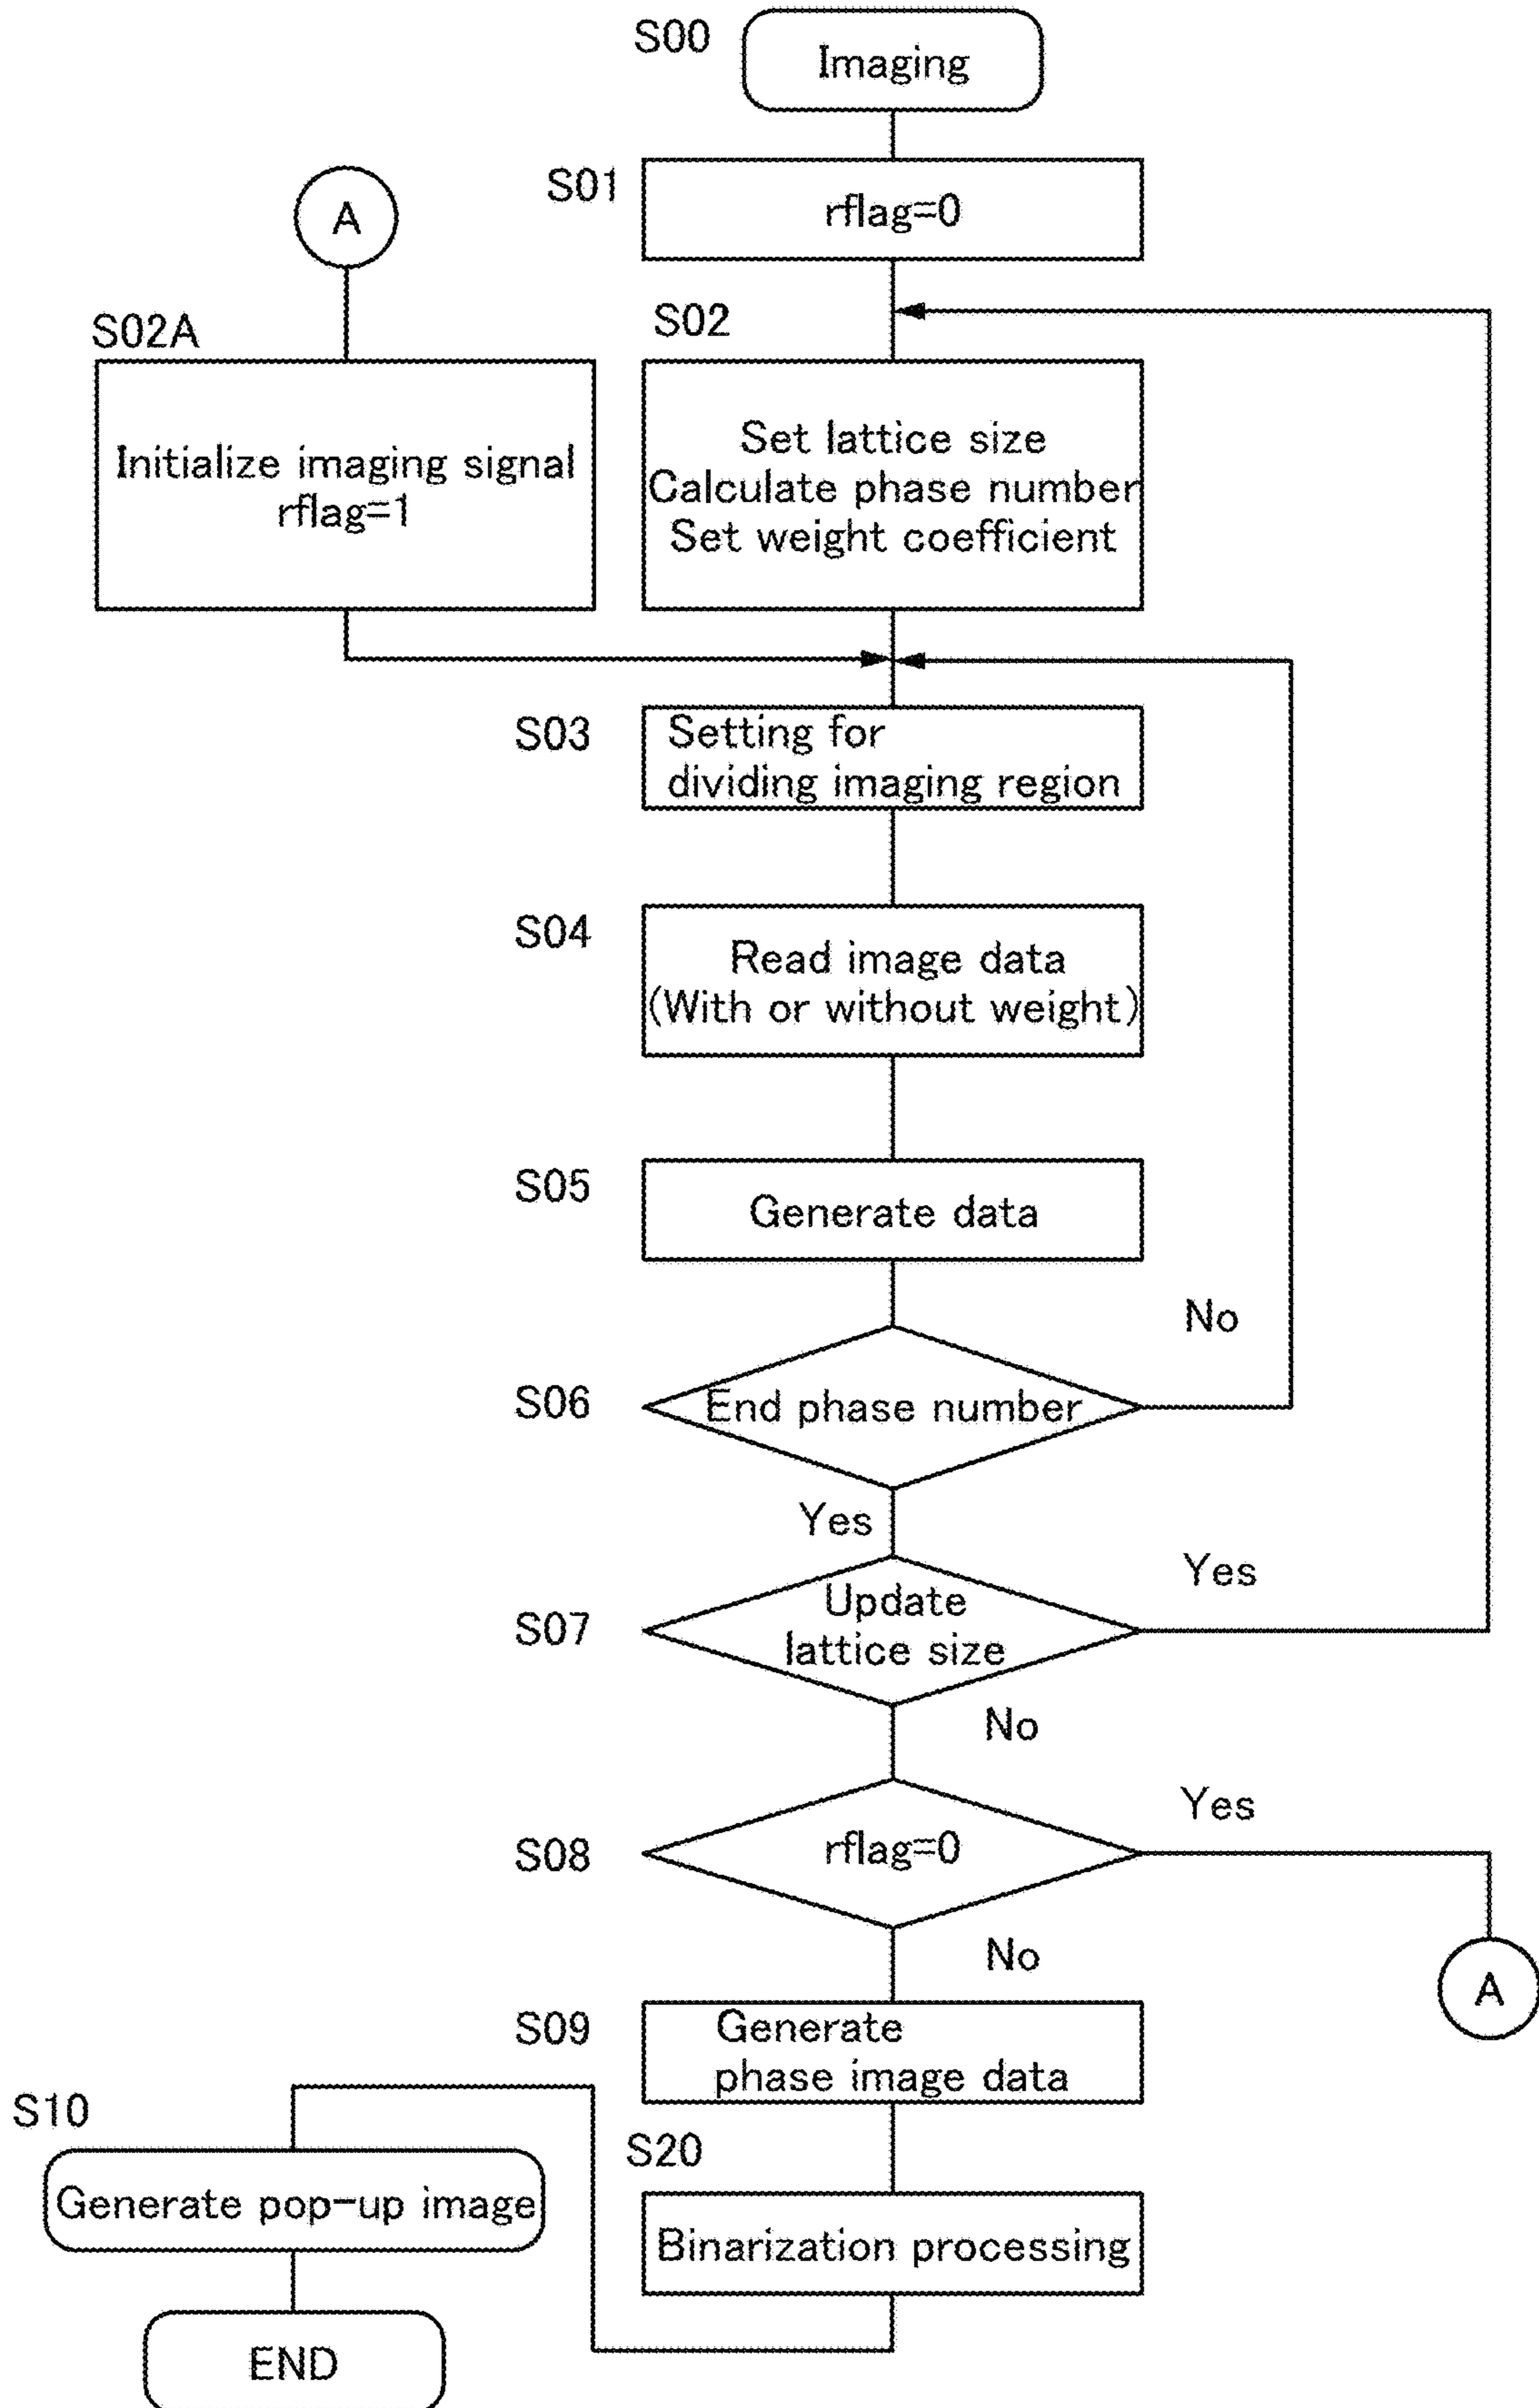 S00
Imaging
S01
rflag=0
A
S02A
Initialize imaging signal
rflag=1
S02
Set lattice size
Calculate phase number
Set weight coefficient
S03
Setting for
dividing imaging region
S04
Read image data
(With or without weight)
S05
Generate data
No
S06
End phase number
Yes
Yes
S07
Update
lattice size
No
Yes
S08
rflag=0
No
A
S09
Generate
phase image data
S10
Generate pop-up image
S20
Binarization processing
END